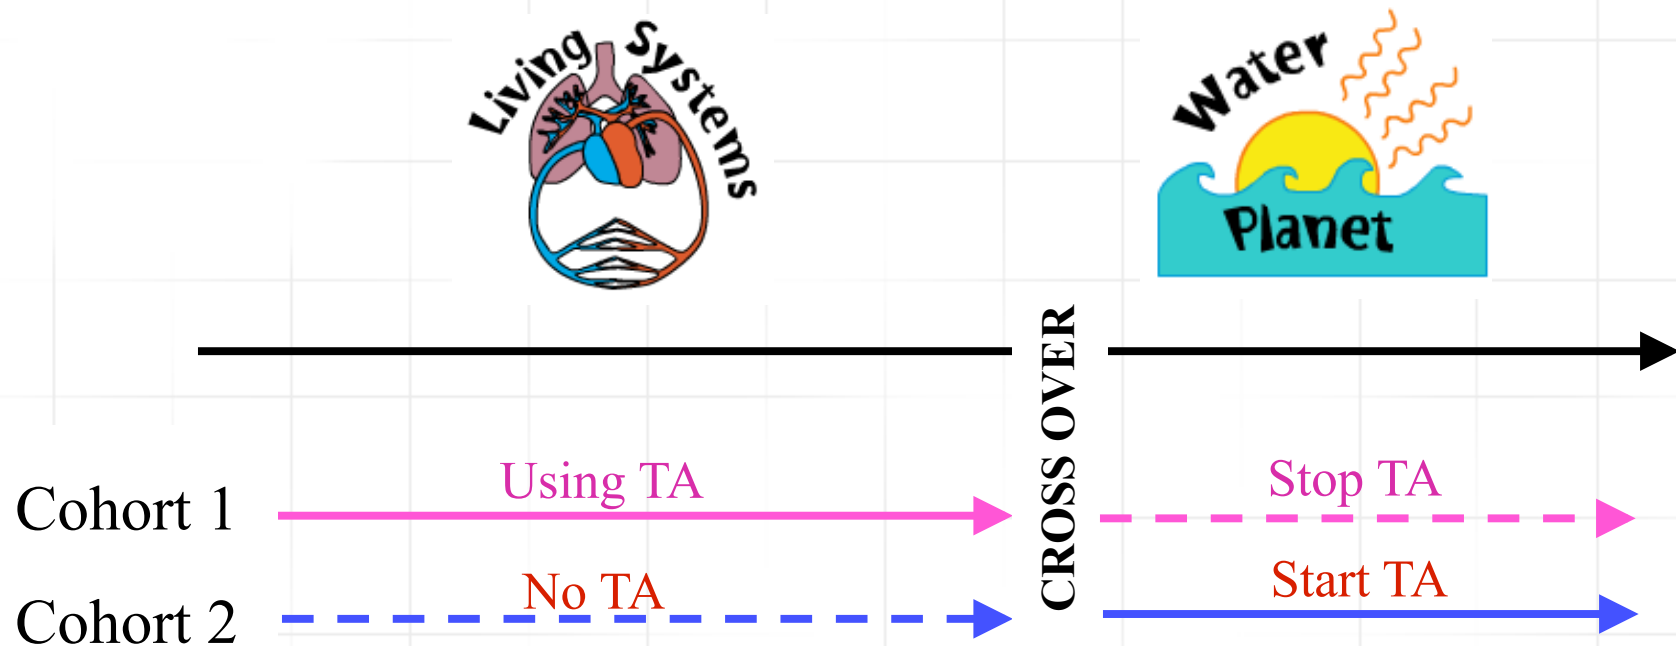 Living Systems
Water
Planet
CROSS OVER
Cohort 1
Using TA
Stop TA
Cohort 2
No TA
Start TA